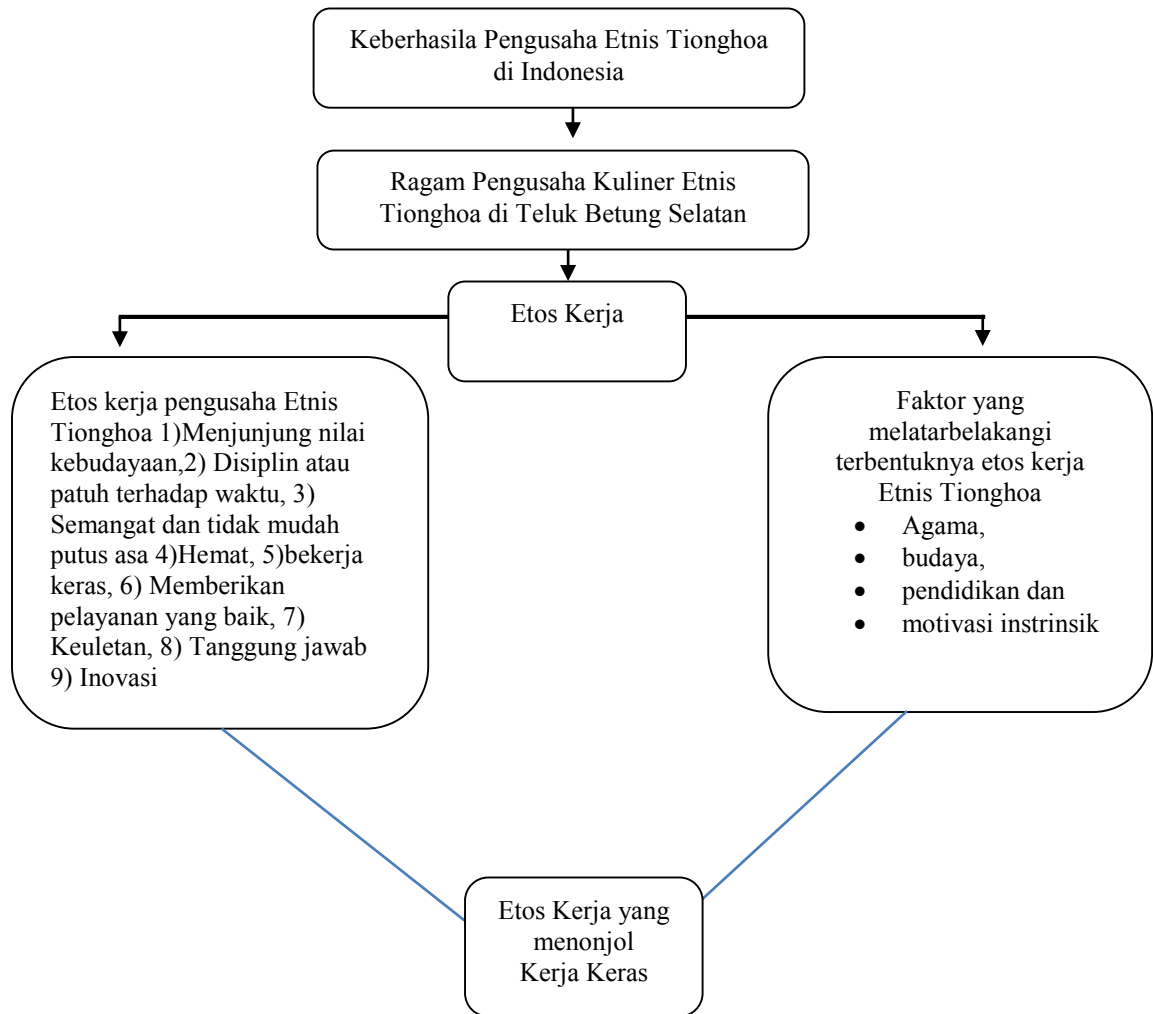 Keberhasila Pengusaha Etnis Tionghoa
di Indonesia
Ragam Pengusaha Kuliner Etnis
Tionghoa di Teluk Betung Selatan
Etos Kerja
Etos kerja pengusaha Etnis
Tionghoa 1)Menjunjung nilai
kebudayaan,2) Disiplin atau
patuh terhadap waktu, 3)
Semangat dan tidak mudah
putus asa 4)Hemat, 5)bekerja
keras, 6) Memberikan
pelayanan yang baik, 7)
Keuletan, 8) Tanggung jawab
9) Inovasi
Faktor yang
melatarbelakangi
terbentuknya etos kerja
Etnis Tionghoa
• Agama,
• budaya,
• pendidikan dan
• motivasi instrinsik
Etos Kerja yang
menonjol
Kerja Keras